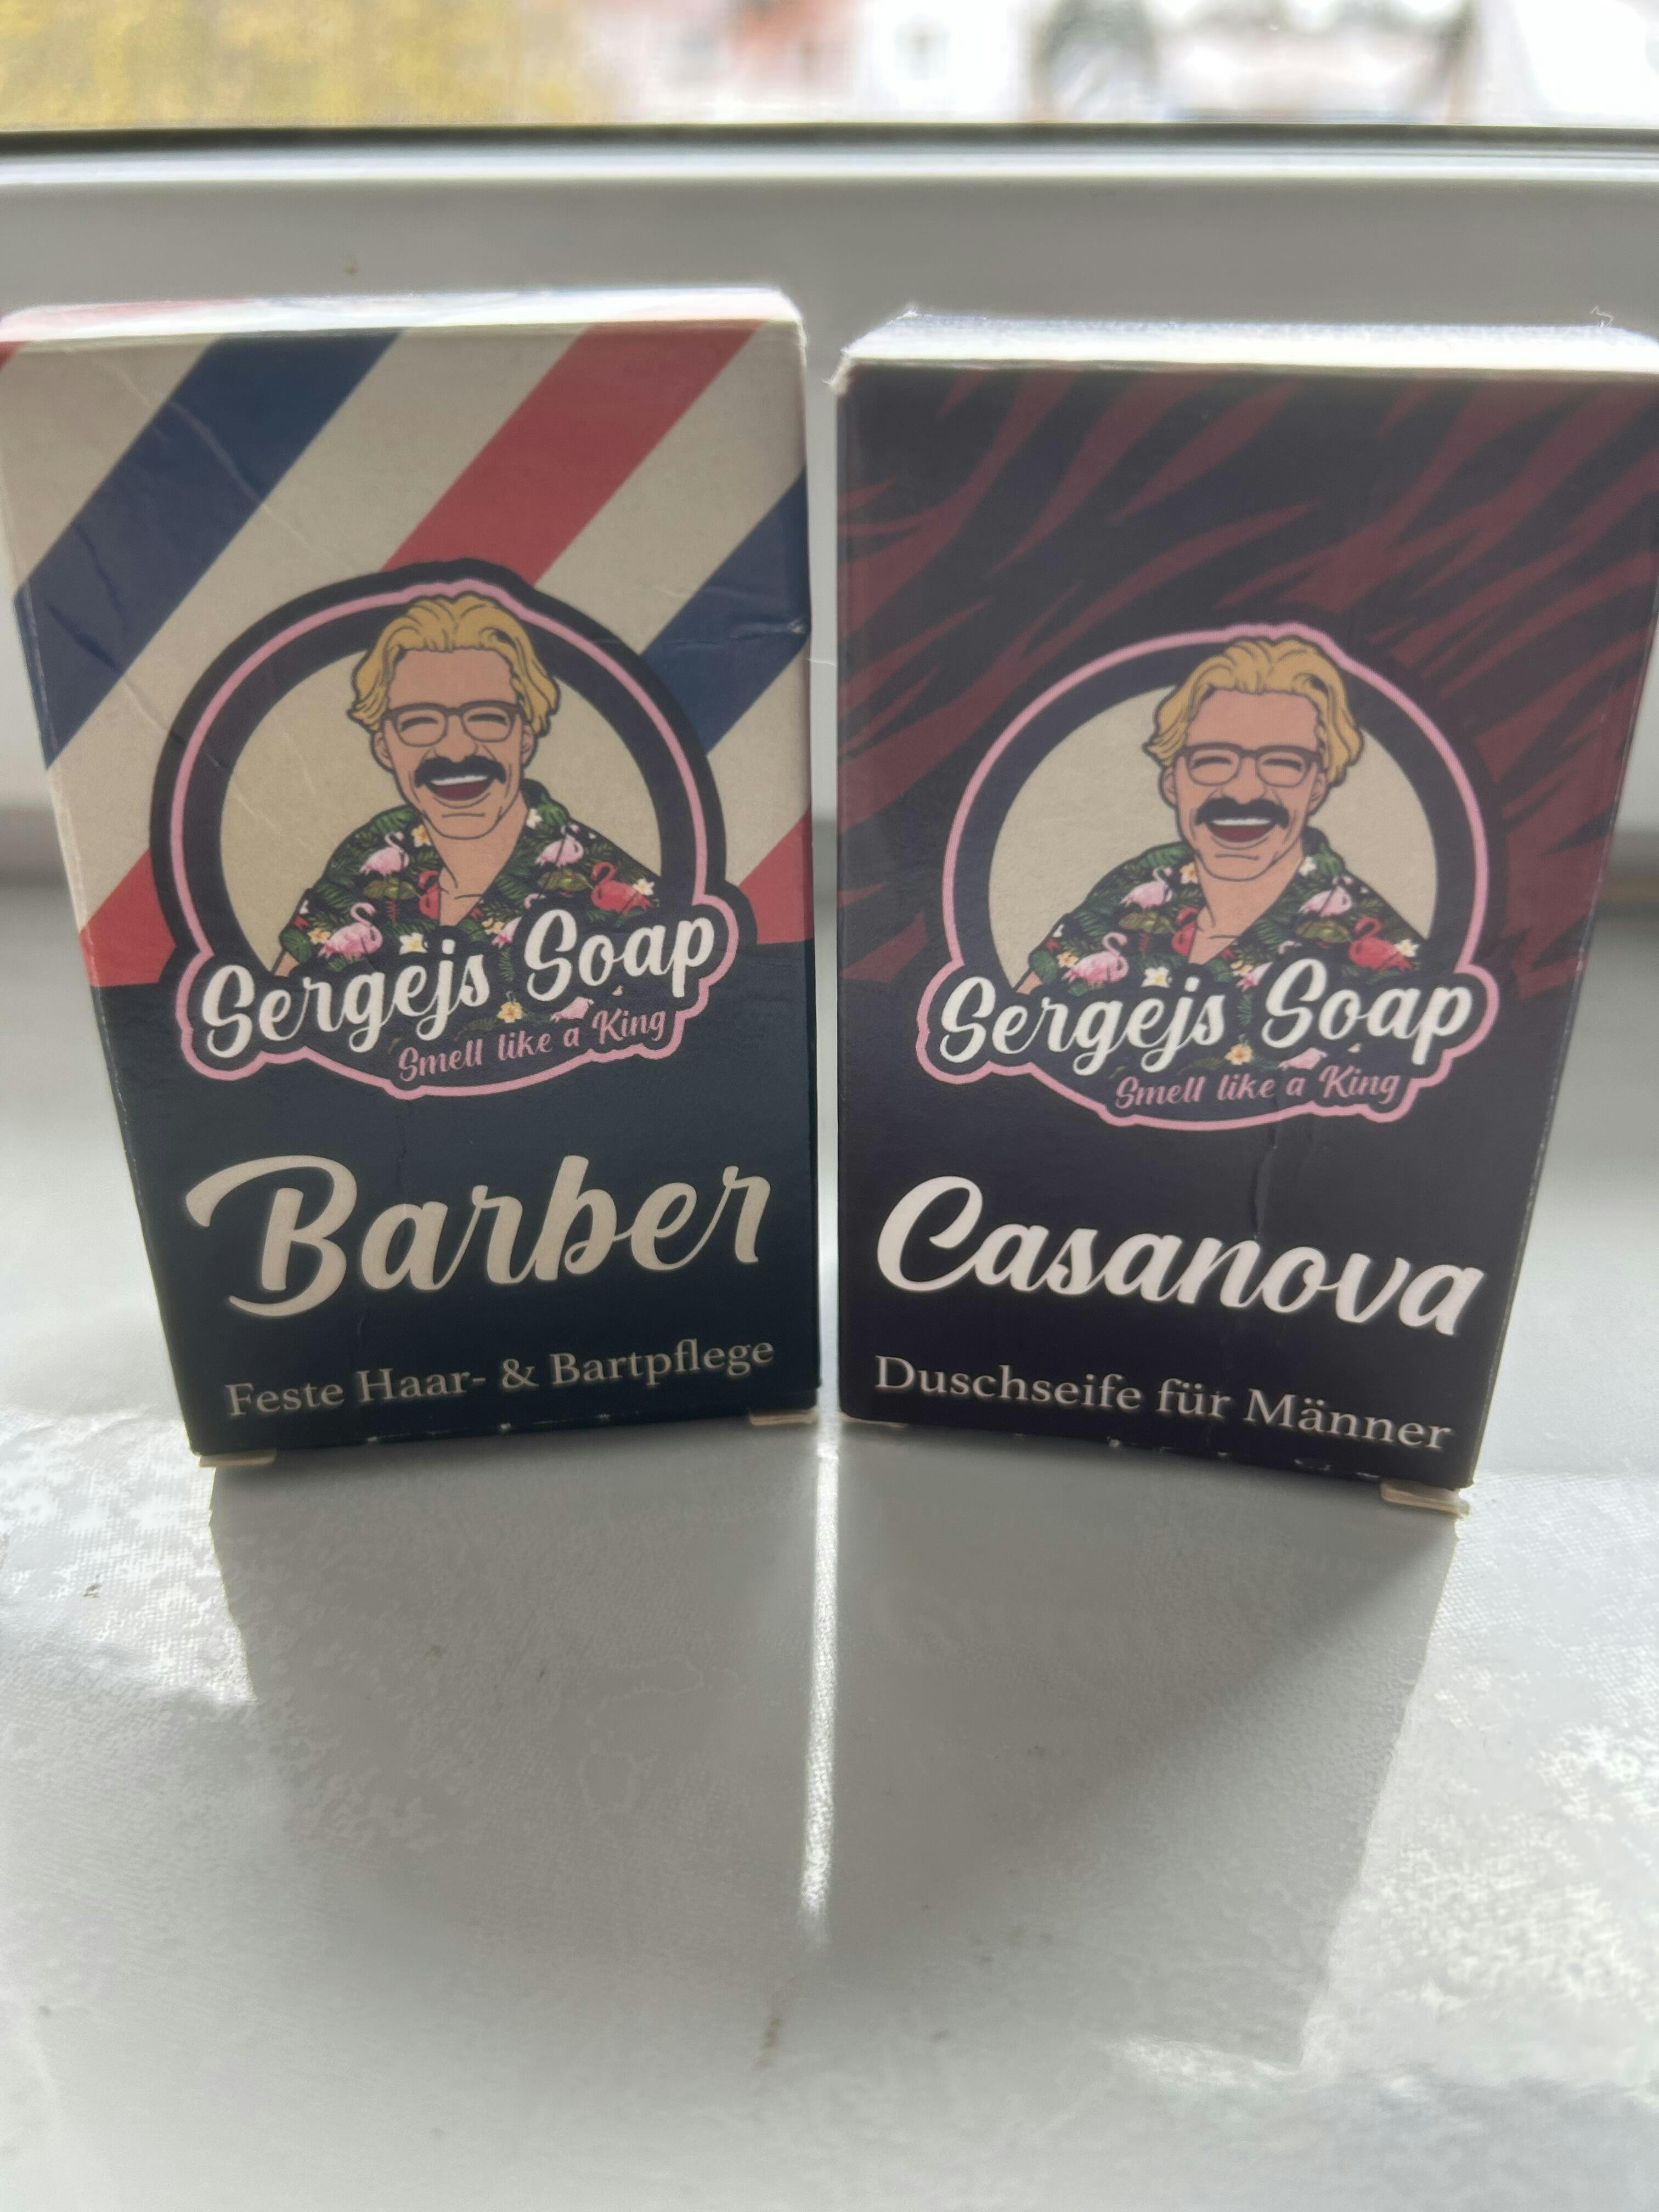 Sergejs Soap
Smell like a King
Barber
Feste Haar- & Bartpflege
Sergejs Soap
Smell like a King
Casanova
Duschseife für Männer